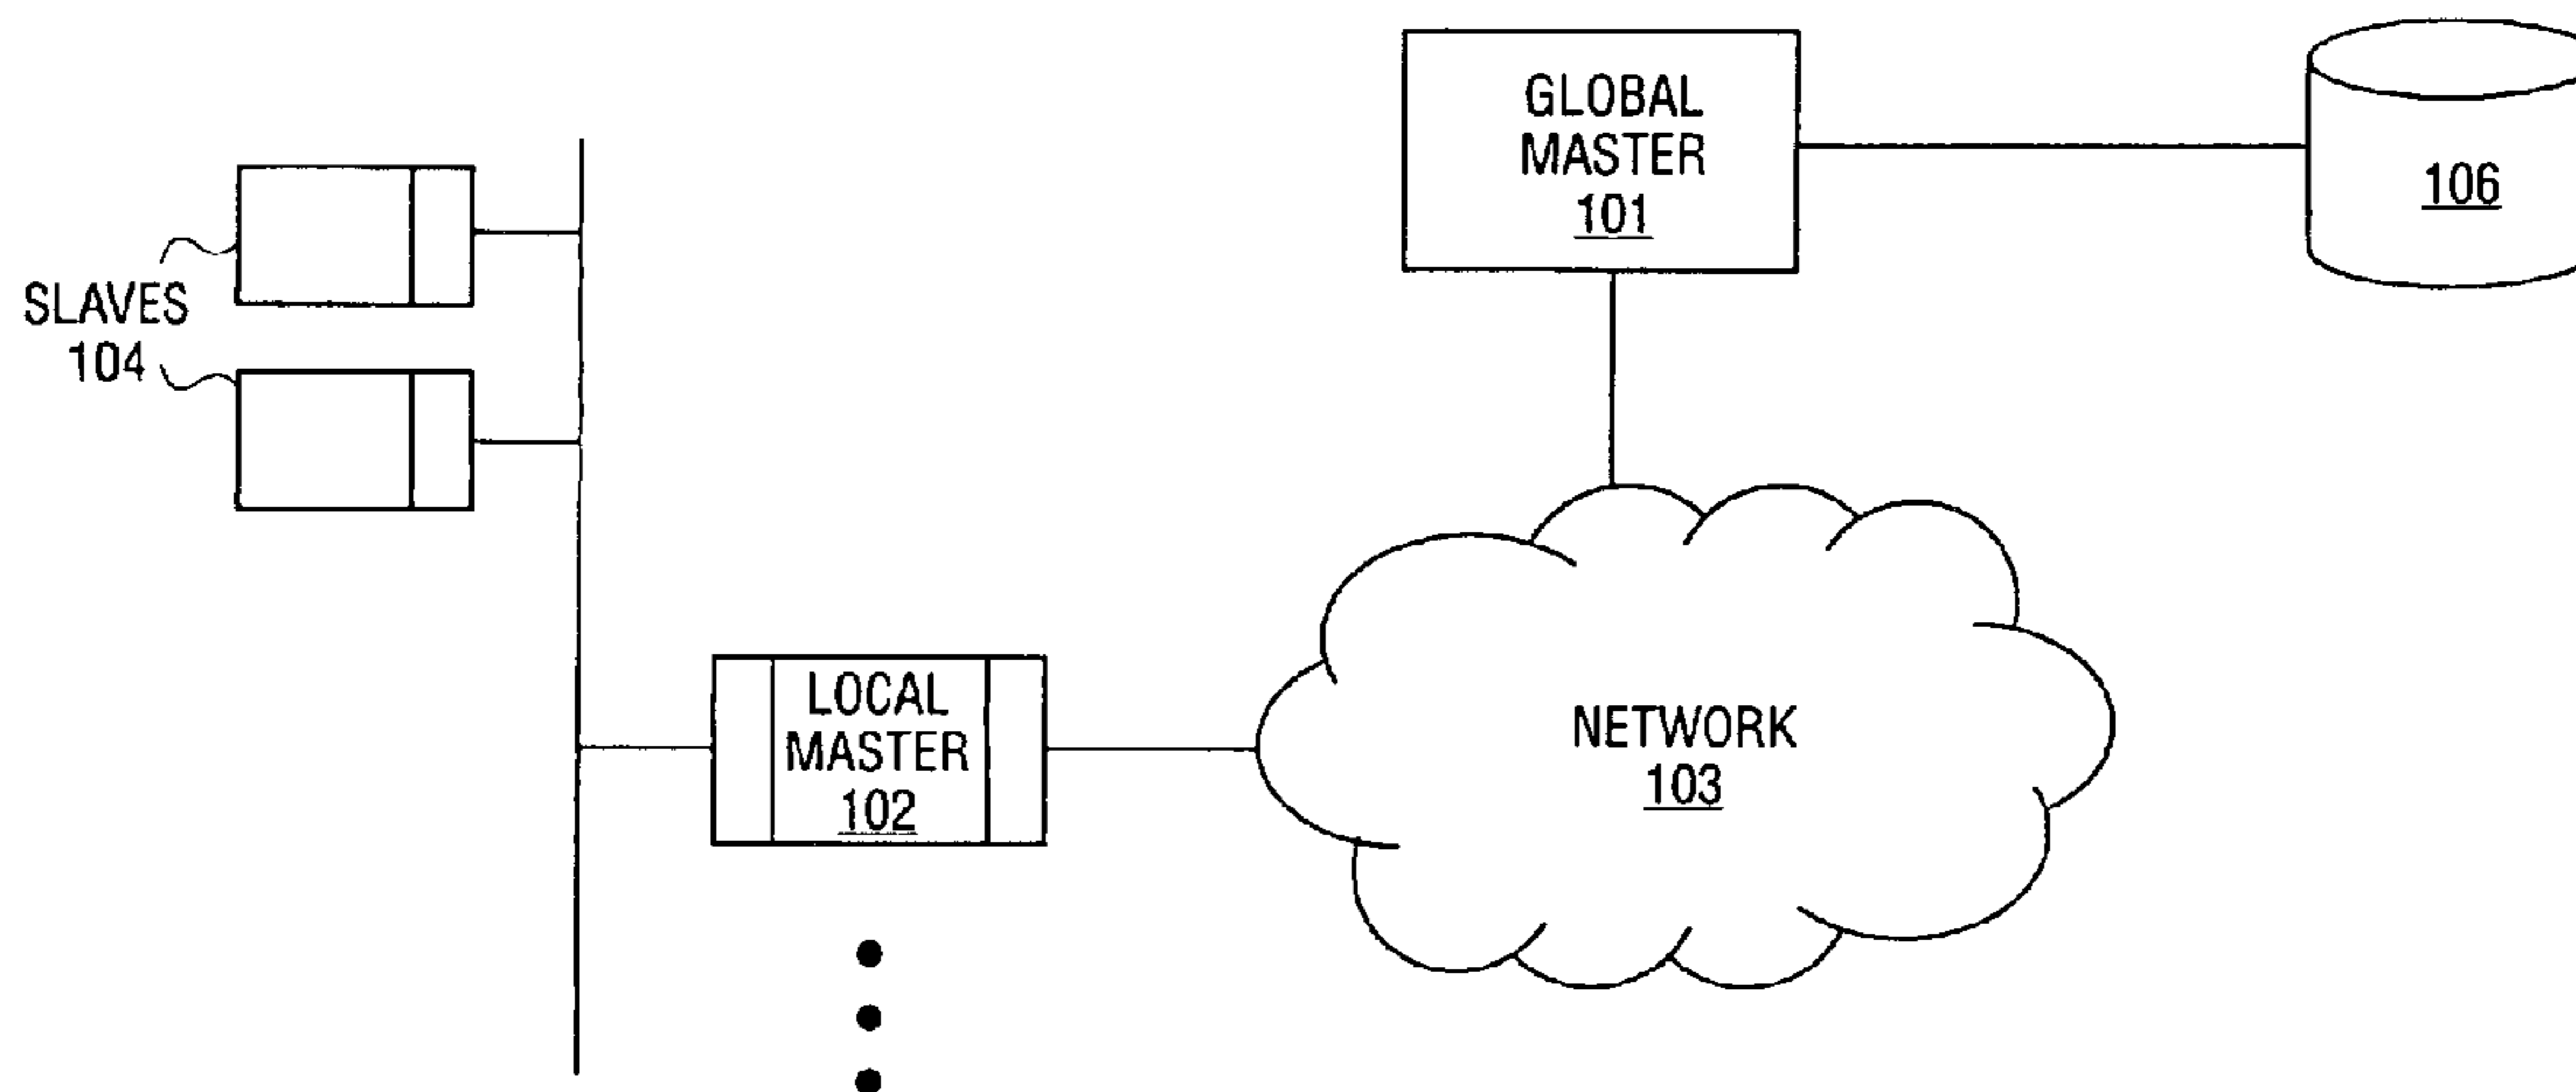 GLOBAL
MASTER
101
106
SLAVES
104
LOCAL
MASTER
102
NETWORK
103